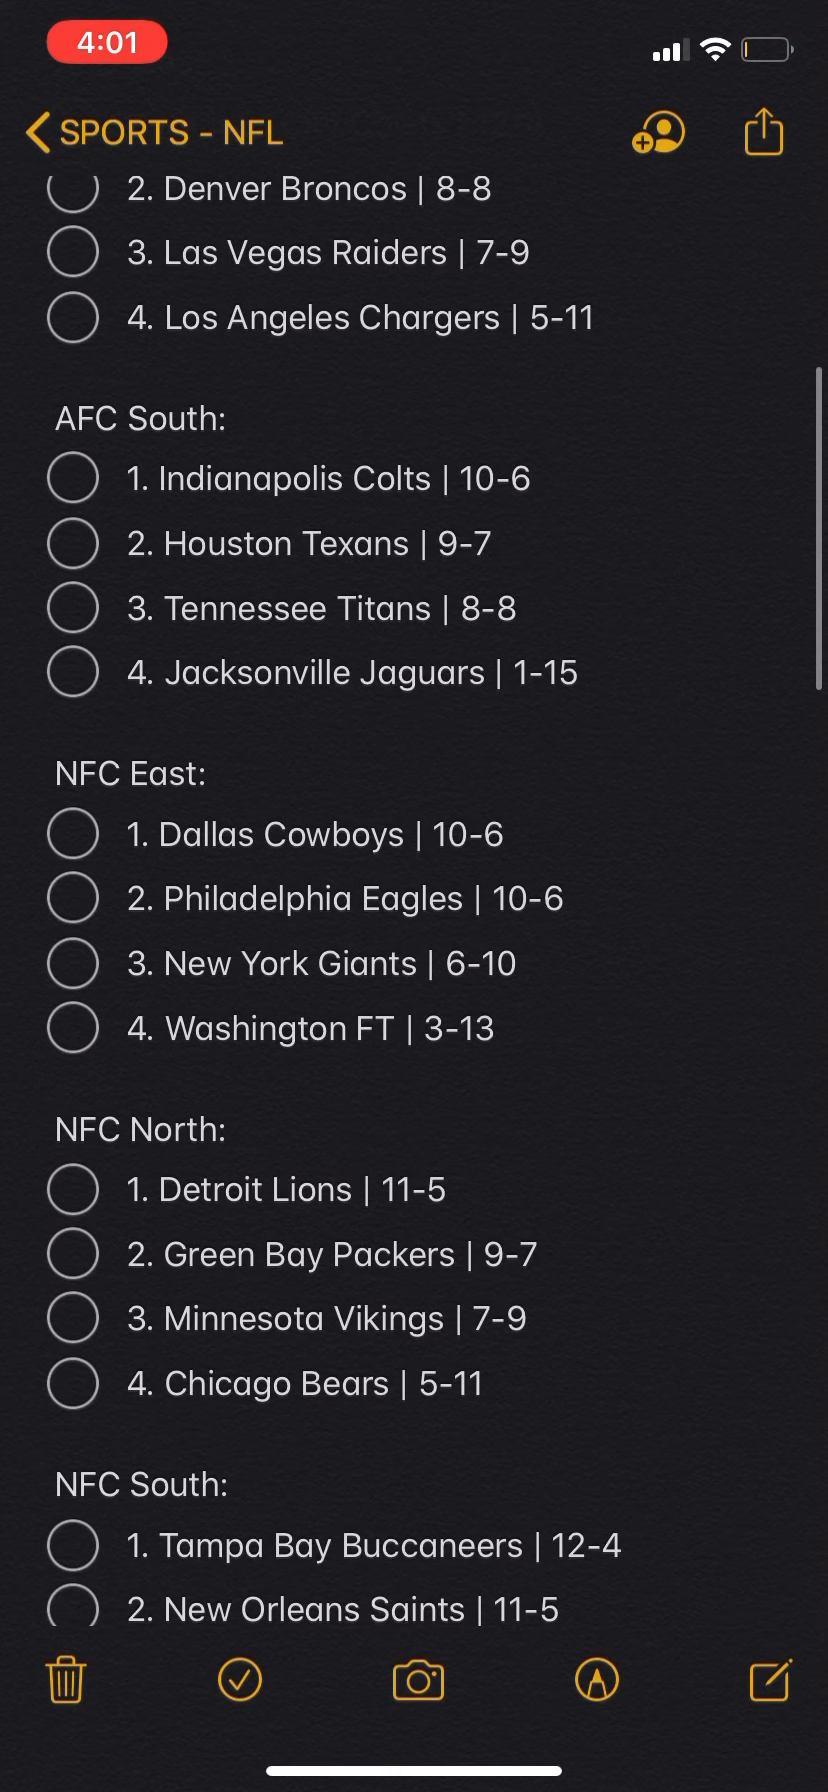 4:01
SPORTS - NFL
2. Denver Broncos | 8-8
3. Las Vegas Raiders | 7-9
4. Los Angeles Chargers | 5-11
AFC South:
1. Indianapolis Colts | 10-6
2. Houston Texans | 9-7
3. Tennessee Titans | 8-8
4. Jacksonville Jaguars | 1-15
NFC East:
1. Dallas Cowboys | 10-6
2. Philadelphia Eagles | 10-6
3. New York Giants | 6-10
4. Washington FT | 3-13
NFC North:
1. Detroit Lions | 11-5
2. Green Bay Packers | 9-7
3. Minnesota Vikings | 7-9
4. Chicago Bears | 5-11
NFC South:
1. Tampa Bay Buccaneers | 12-4
2. New Orleans Saints | 11-5